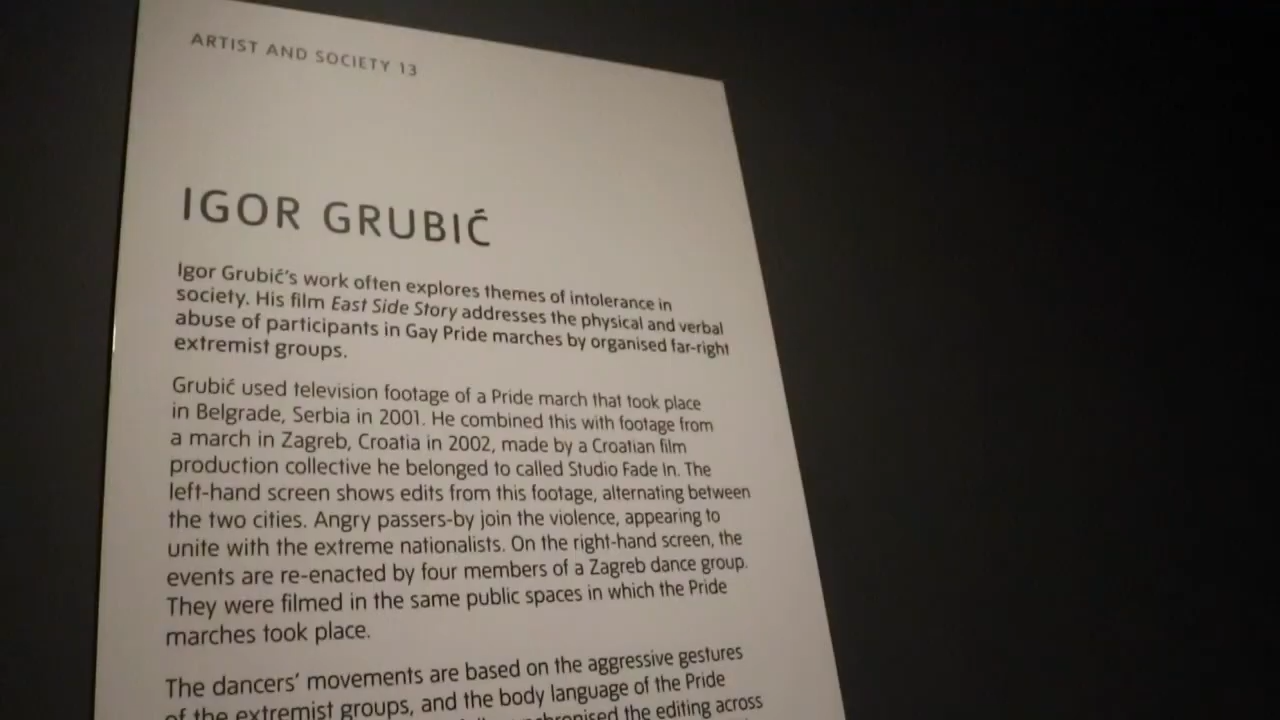 ARTIST AND SOCIETY 13
IGOR GRUBIĆ
Igor Grubić's work often explores themes of intolerance in
society. His film East Side Story addresses the physical and verbal
abuse of participants in Gay Pride marches by organised far-right
extremist groups.
Grubić used television footage of a Pride march that took place
in Belgrade, Serbia in 2001. He combined this with footage from
a march in Zagreb, Croatia in 2002, made by a Croatian film
production collective he belonged to called Studio Fade In. The
left-hand screen shows edits from this footage, alternating between
the two cities. Angry passers-by join the violence, appearing to
unite with the extreme nationalists. On the right-hand screen, the
events are re-enacted by four members of a Zagreb dance group.
They were filmed in the same public spaces in which the Pride
marches took place.
The dancers' movements are based on the aggressive gestures
of the extremist groups, and the body language of the Pride
the editing across